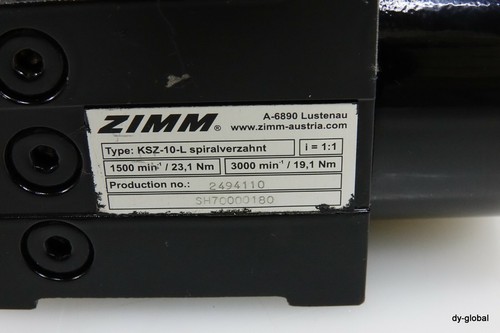 ZIMM® A-6890 Lustenau
www.zimm-austria.com
Type: KSZ-10-L spiralverzahnt i = 1:1
1500 min⁻¹ / 23,1 Nm 3000 min⁻¹ / 19,1 Nm
Production no.: 2494110
SH70000180
dy-global